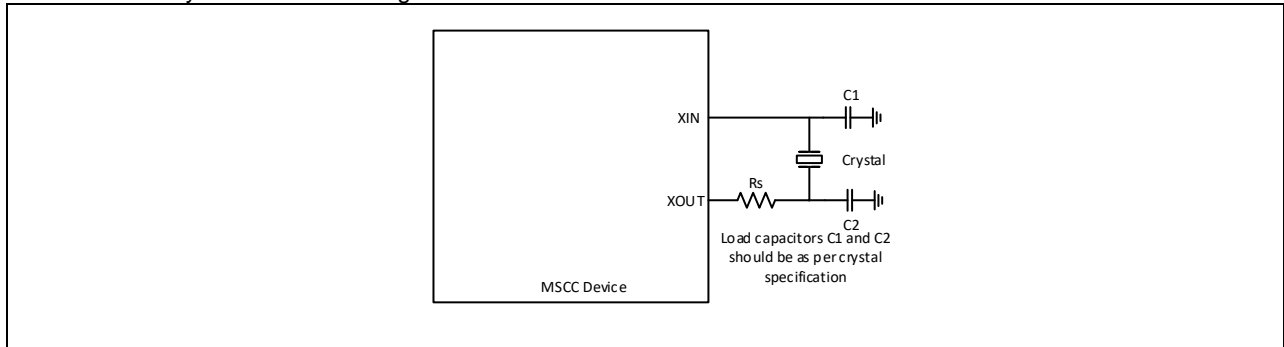 C1
XIN
Crystal
Rs
XOUT
C2
Load capacitors C1 and C2
should be as per crystal
specification
MSCC Device